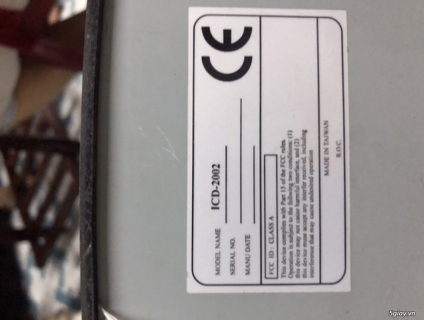 CE
MODEL NAME ICD-2002
SERIAL NO.
MANU DATE
FCC ID : CLASS A
This device complies with Part 15 of the FCC rules.
Operation is subject to the following two conditions: (1)
this device may not cause harmful interface, and (2)
this device must accept any interfer received, including
interference that may cause undesired operation
MADE IN TAIWAN
R.O.C.
5giay.vn